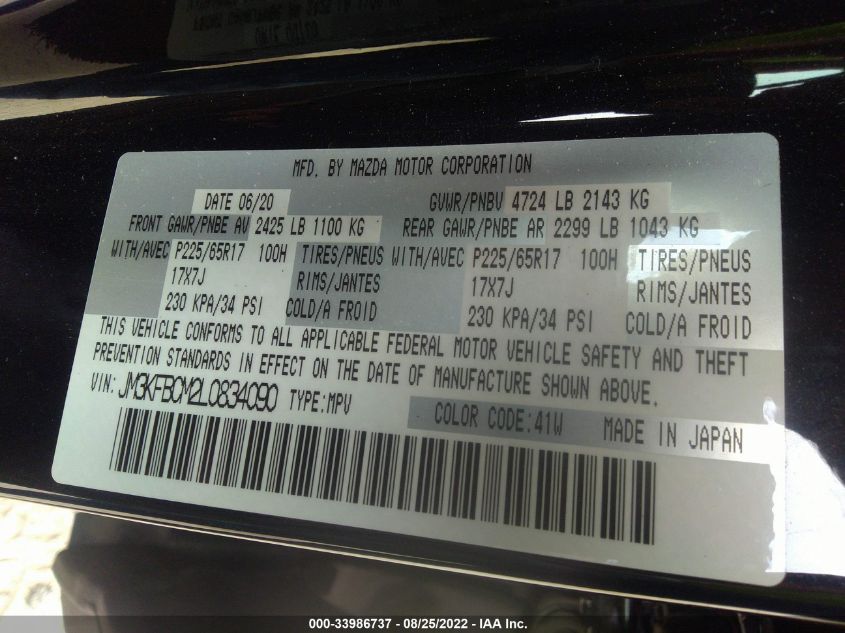 MFD. BY MAZDA MOTOR CORPORATION
DATE 06/20 GVWR/PNBV 4724 LB 2143 KG
FRONT GAWR/PNBE AV 2425 LB 1100 KG REAR GAWR/PNBE AR 2299 LB 1043 KG
WITH/AVEC P225/65R17 100H TIRES/PNEUS WITH/AVEC P225/65R17 100H TIRES/PNEUS
17X7J RIMS/JANTES 17X7J RIMS/JANTES
230 KPA/34 PSI COLD/A FROID 230 KPA/34 PSI COLD/A FROID
THIS VEHICLE CONFORMS TO ALL APPLICABLE FEDERAL MOTOR VEHICLE SAFETY AND THEFT
PREVENTION STANDARDS IN EFFECT ON THE DATE OF MANUFACTURE SHOWN ABOVE.
VIN: JM3KFBCM2L0834090 TYPE:MPV
COLOR CODE:41W MADE IN JAPAN
000-33986737 - 08/25/2022 - IAA Inc.